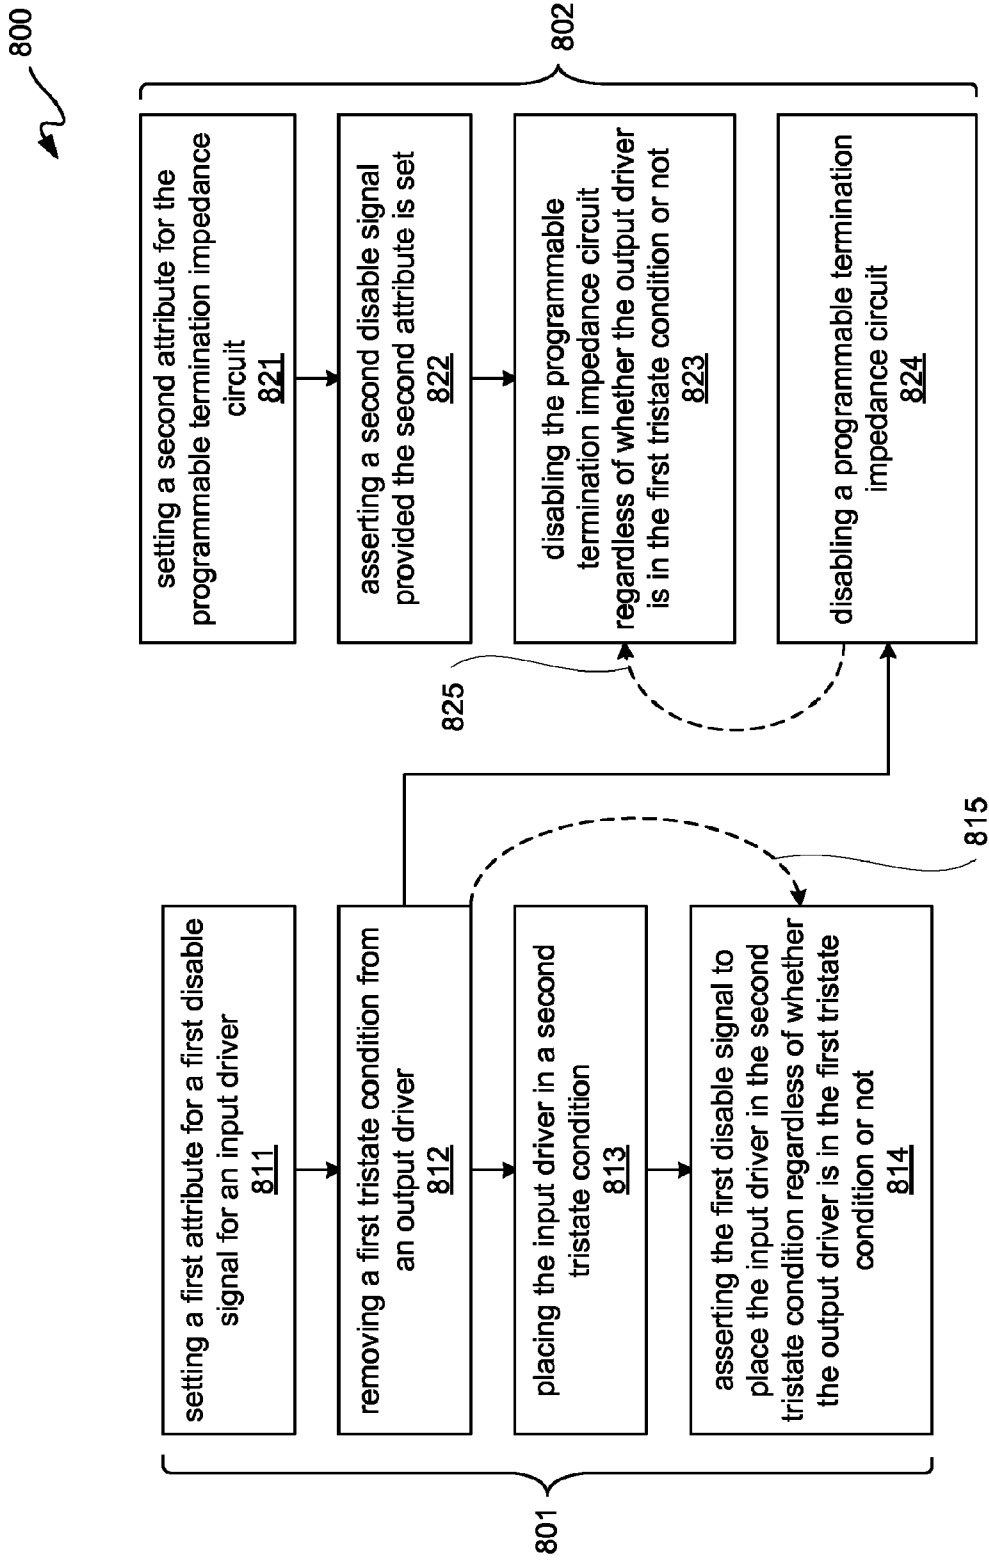 800
801
setting a first attribute for a first disable
signal for an input driver
811
removing a first tristate condition from
an output driver
812
placing the input driver in a second
tristate condition
813
asserting the first disable signal to
place the input driver in the second
tristate condition regardless of whether
the output driver is in the first tristate
condition or not
814
815
setting a second attribute for the
programmable termination impedance
circuit
821
asserting a second disable signal
provided the second attribute is set
822
disabling the programmable
termination impedance circuit
regardless of whether the output driver
is in the first tristate condition or not
823
825
disabling a programmable termination
impedance circuit
824
802